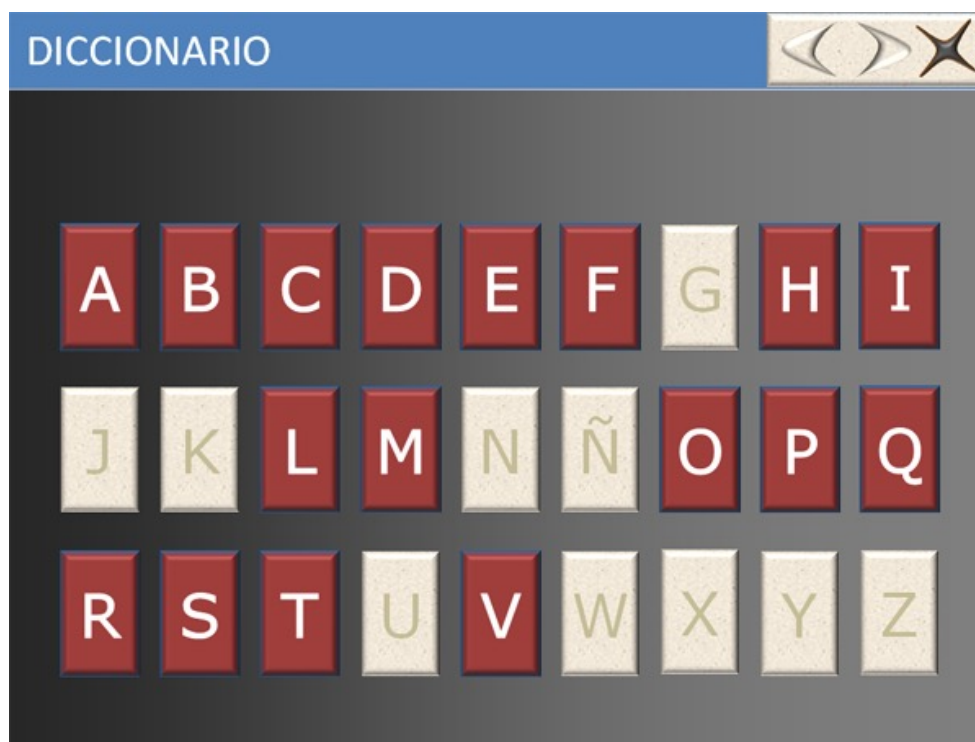 DICCIONARIO
A B C D E F G H I
J K L M N Ñ O P Q
R S T U V W X Y Z